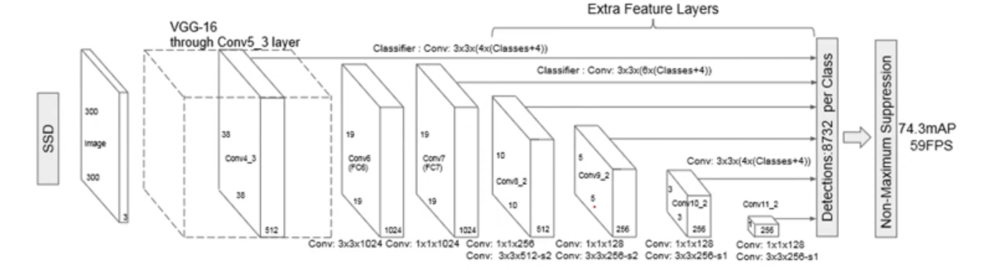 Extra Feature Layers
VGG-16
through Conv5_3 layer
Classifier : Conv: 3x3x(4x(Classes+4))
Classifier : Conv: 3x3x(6x(Classes+4))
SSD
300
Image
300
3
38
Conv4_3
38
512
19
Conv6
(FC6)
19
1024
19
Conv7
(FC7)
19
1024
10
Conv8_2
10
512
5
Conv9_2
5
256
Conv: 3x3x(4x(Classes+4))
3
Conv10_2
3
256
Conv11_2
1
256
Detections:8732 per Class
Non-Maximum Suppression
74.3mAP
59FPS
Conv: 3x3x1024
Conv: 1x1x1024
Conv: 1x1x256
Conv: 3x3x512-s2
Conv: 1x1x128
Conv: 3x3x256-s2
Conv: 1x1x128
Conv: 3x3x256-s1
Conv: 1x1x128
Conv: 3x3x256-s1